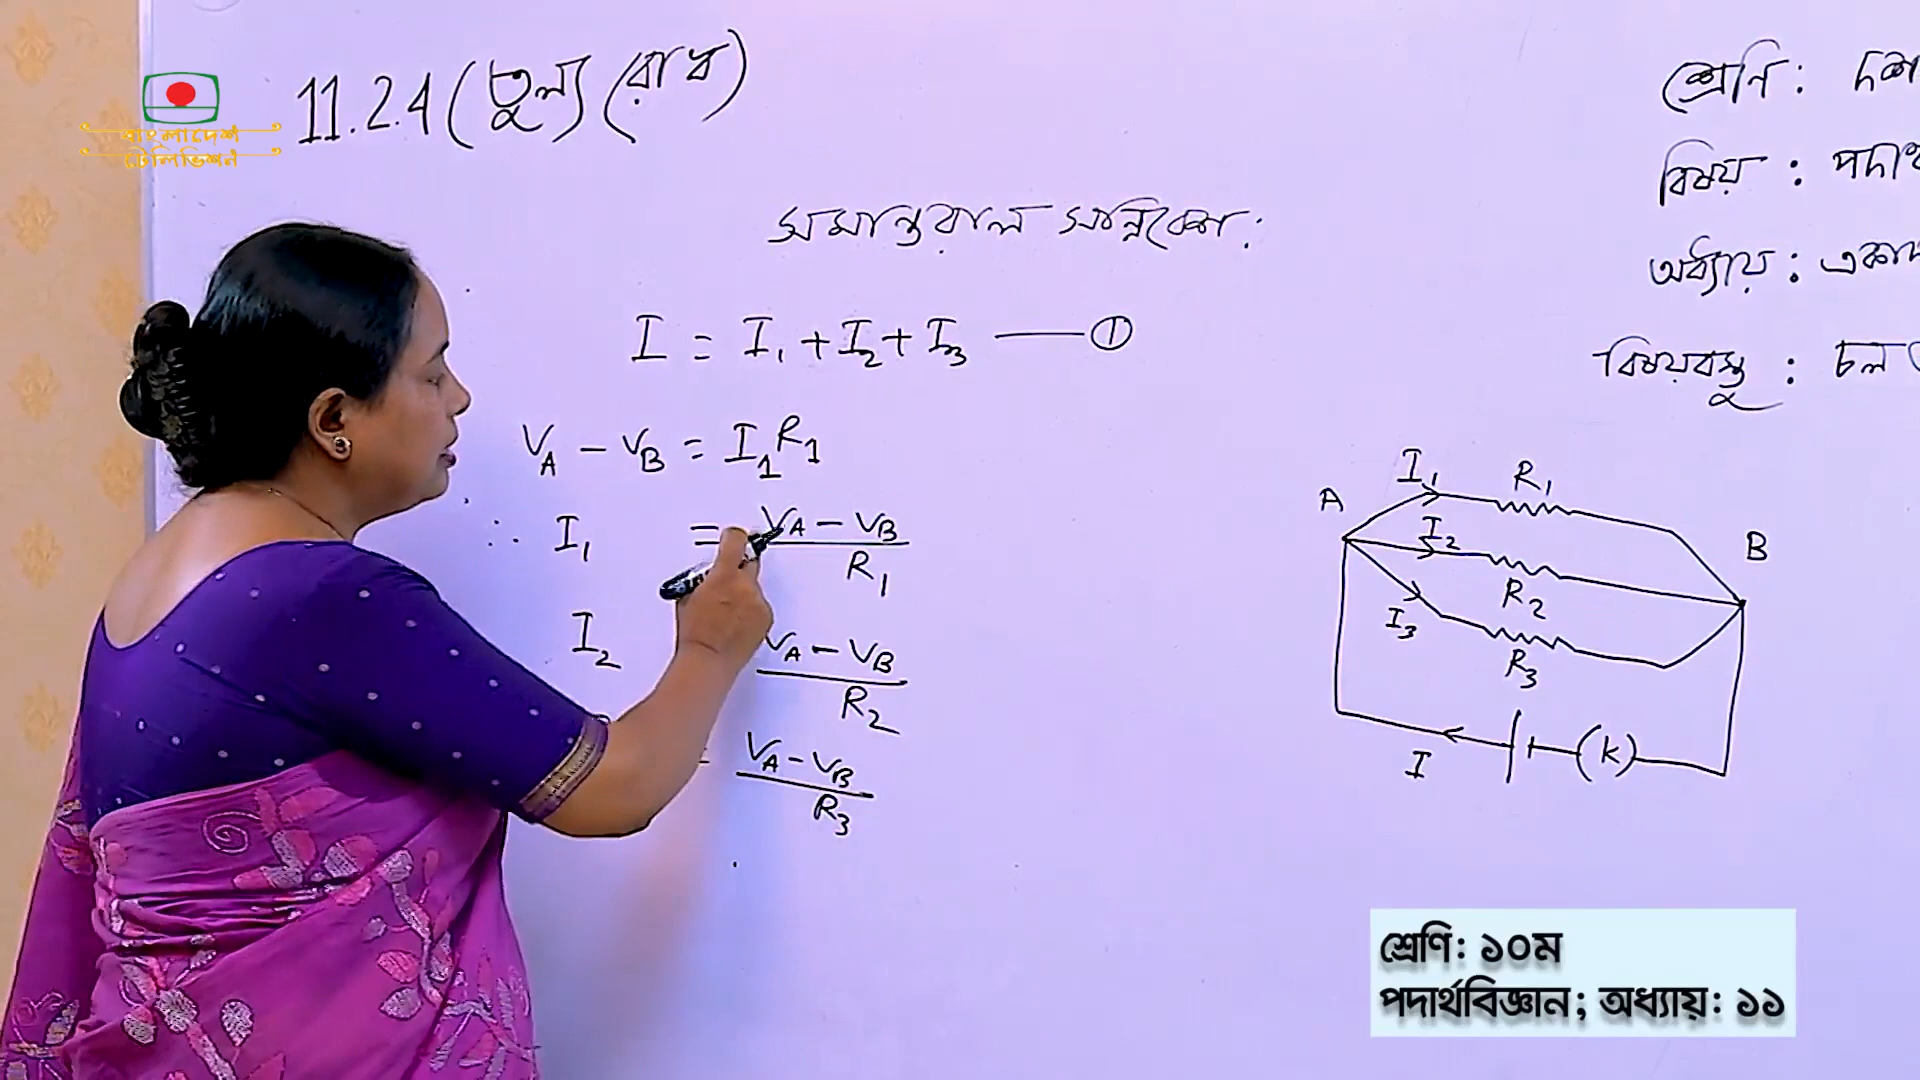 বাংলাদেশ
টেলিভিশন
11.2.4 (তুল্য রোধ)
শ্রেণি :
বিষয় :
অধ্যায় :
বিষয়বস্তু : চল
সমান্তরাল সন্নিবেশ:
I = I₁ + I₂ + I₃ —— ①
V_A - V_B = I₁R₁
∴ I₁ = V_A - V_B / R₁
I₂ V_A - V_B / R₂
= V_A - V_B / R₃
A I₁ R₁
I₂ R₂ B
I₃ R₃
I (K)
শ্রেণি: ১০ম
পদার্থবিজ্ঞান; অধ্যায়: ১১